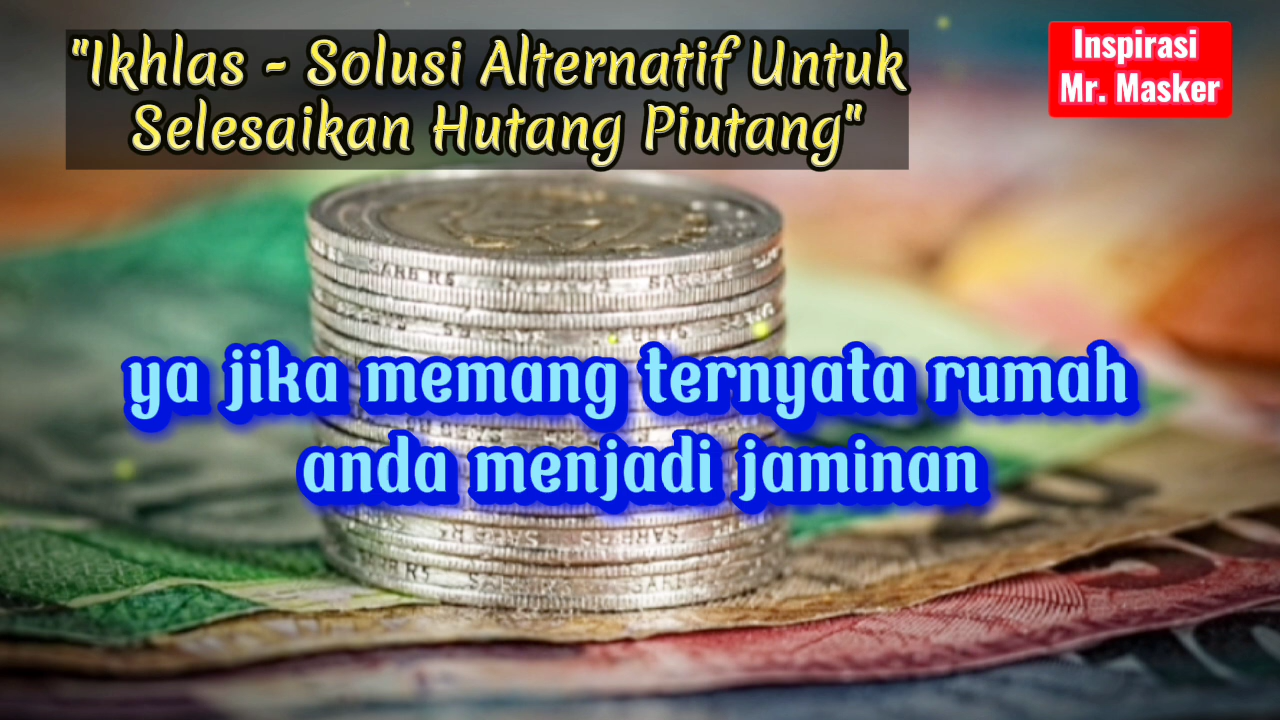 "Ikhlas - Solusi Alternatif Untuk
Selesaikan Hutang Piutang"
Inspirasi
Mr. Masker
ya jika memang ternyata rumah
anda menjadi jaminan